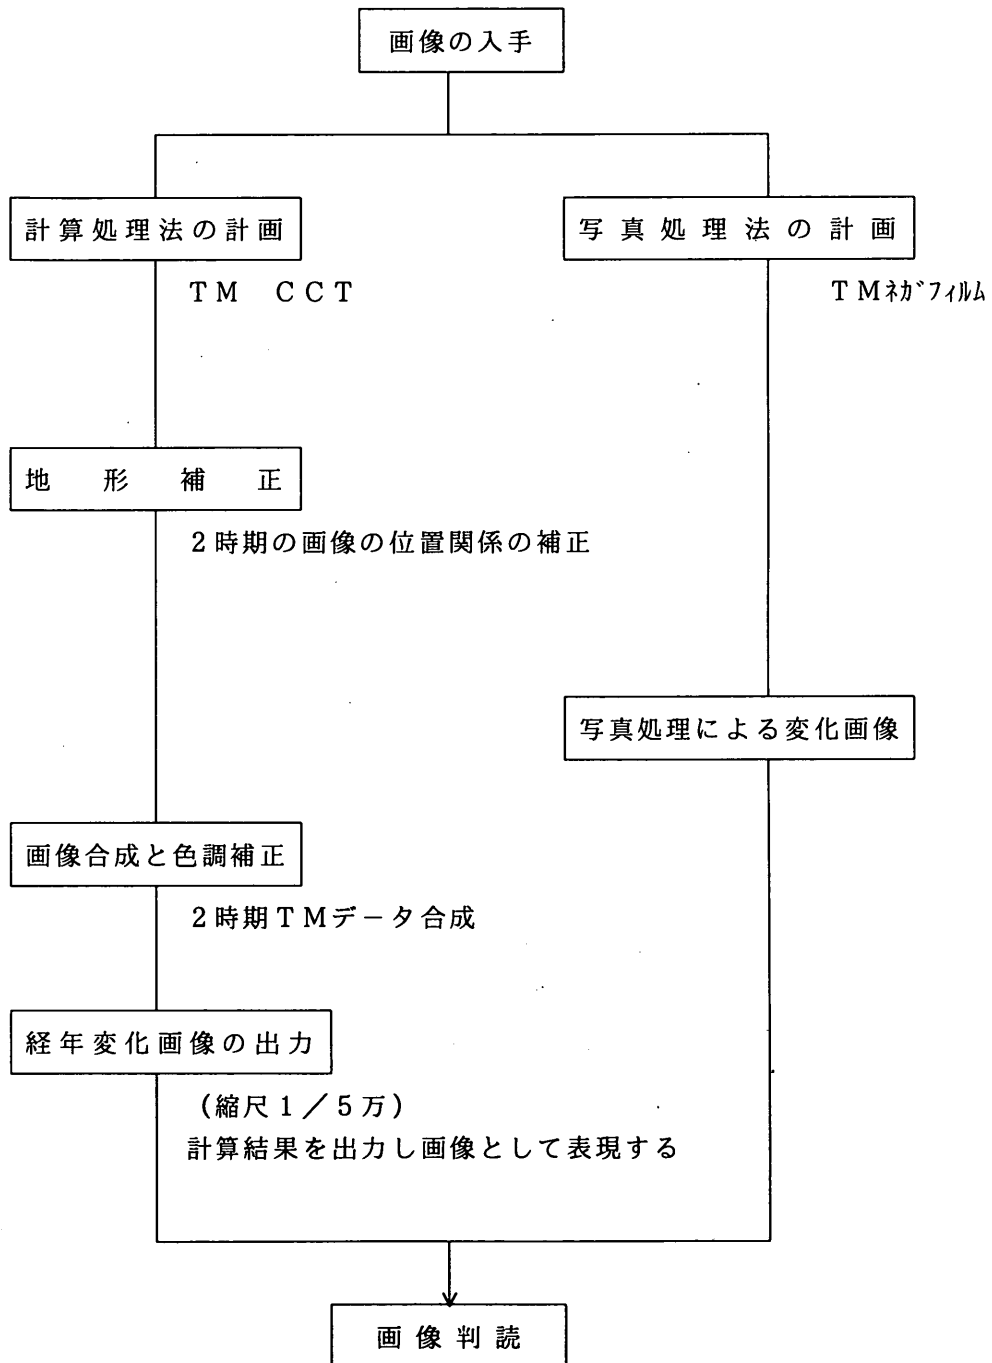 画像の入手
計算処理法の計画
写真処理法の計画
TM CCT
TMネガフィルム
地形補正
2時期の画像の位置関係の補正
写真処理による変化画像
画像合成と色調補正
2時期TMデータ合成
経年変化画像の出力
(縮尺1/5万)
計算結果を出力し画像として表現する
画像判読